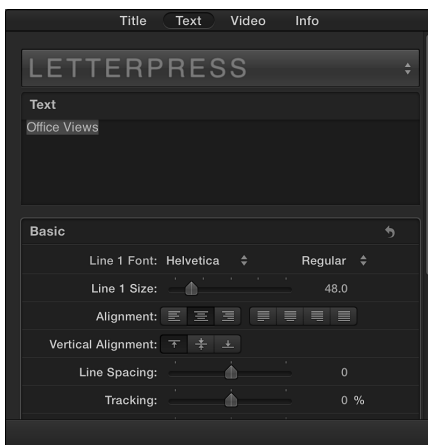 Title Text Video Info
LETTERPRESS
Text
Office Views
Basic
Line 1 Font: Helvetica Regular
Line 1 Size: 48.0
Alignment:
Vertical Alignment:
Line Spacing: 0
Tracking: 0 %